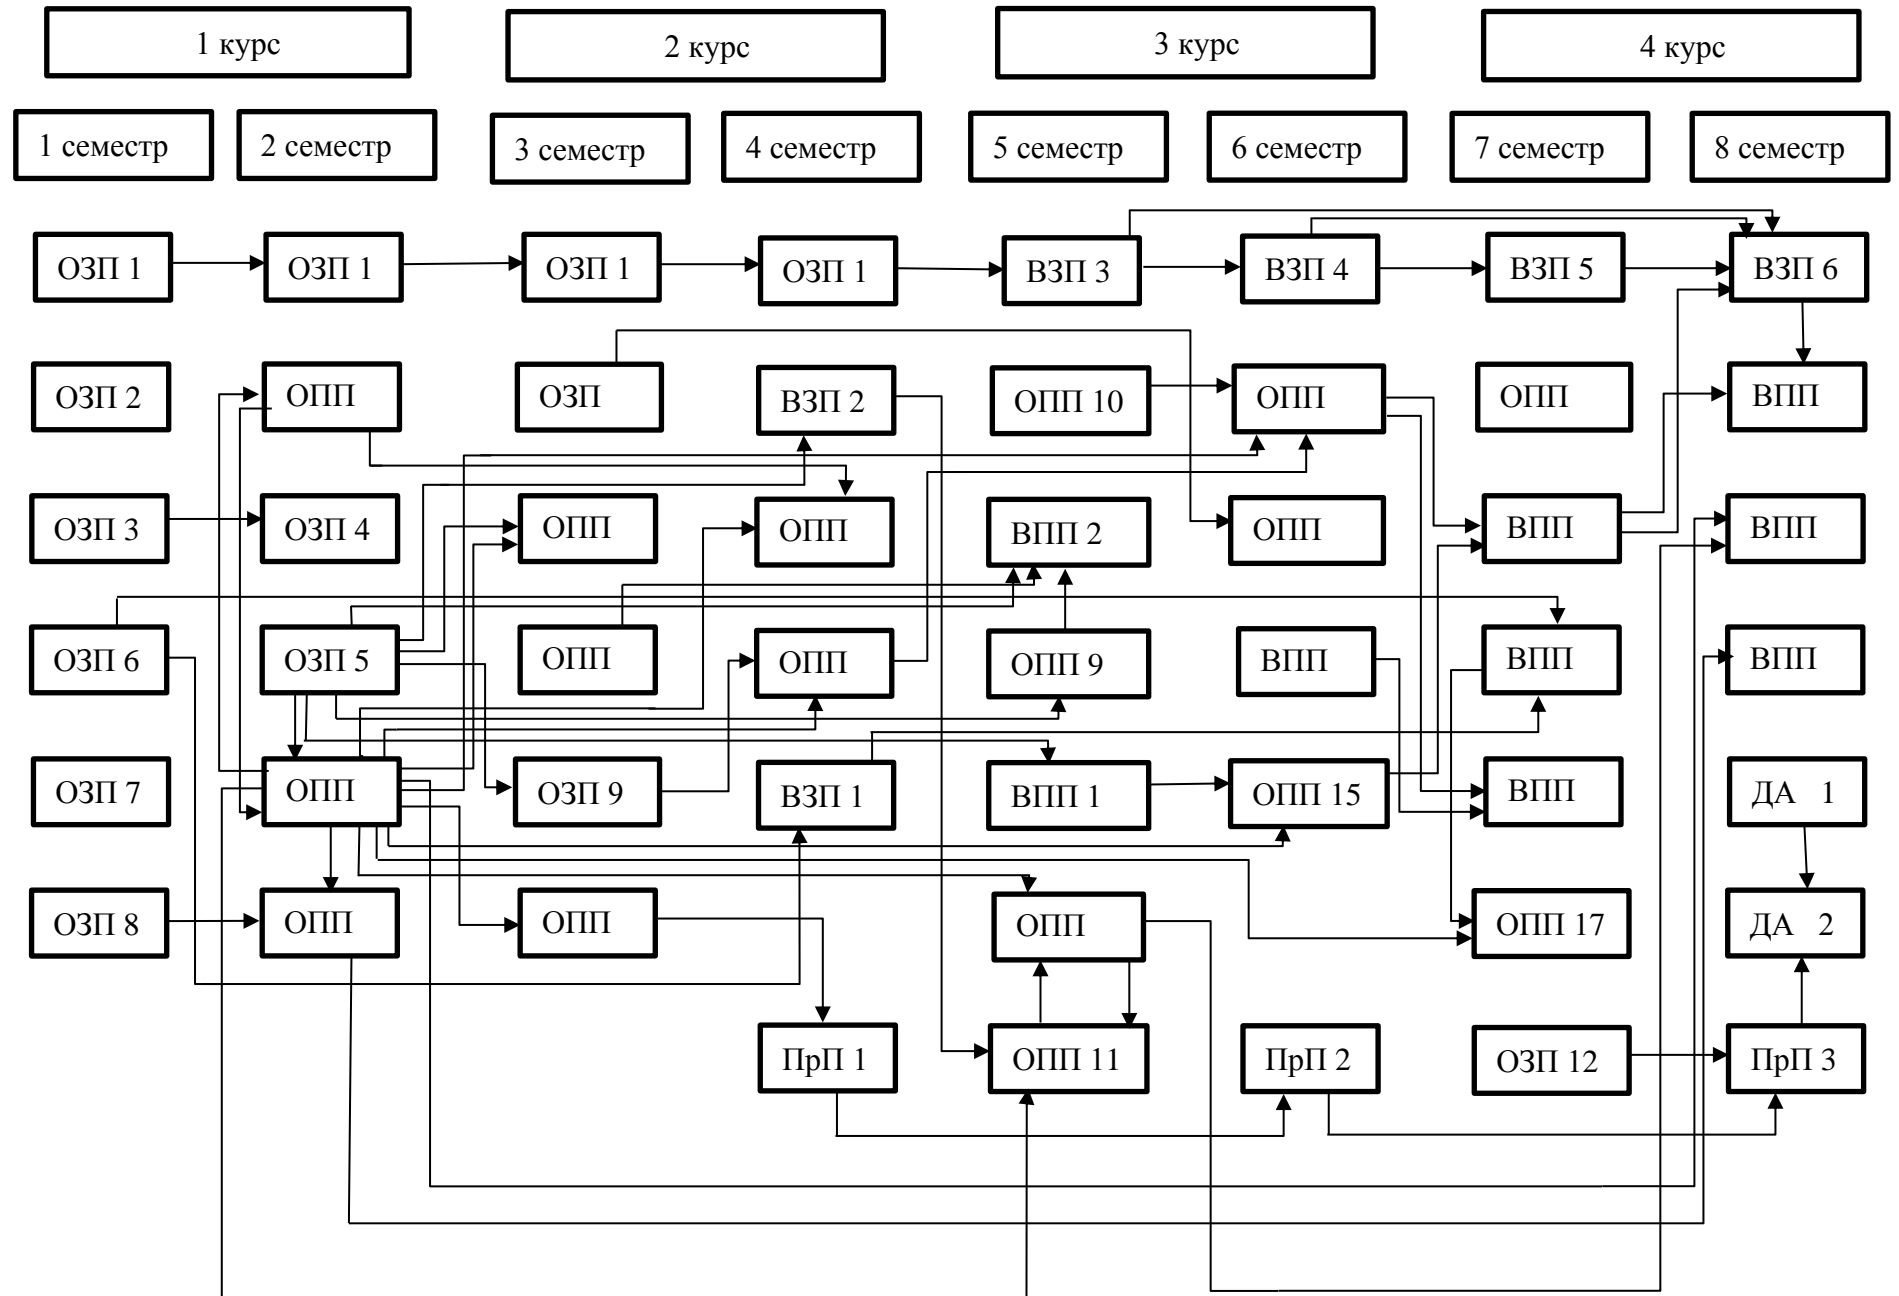 1 курс
2 курс
3 курс
4 курс
1 семестр
2 семестр
3 семестр
4 семестр
5 семестр
6 семестр
7 семестр
8 семестр
ОЗП 1
ОЗП 1
ОЗП 1
ОЗП 1
ВЗП 3
ВЗП 4
ВЗП 5
ВЗП 6
ОЗП 2
ОПП
ОЗП
ВЗП 2
ОПП 10
ОПП
ОПП
ВПП
ОЗП 3
ОЗП 4
ОПП
ОПП
ВПП 2
ОПП
ВПП
ВПП
ОЗП 6
ОЗП 5
ОПП
ОПП
ОПП 9
ВПП
ВПП
ВПП
ОЗП 7
ОПП
ОЗП 9
ВЗП 1
ВПП 1
ОПП 15
ВПП
ДА 1
ОЗП 8
ОПП
ОПП
ОПП
ОПП 17
ДА 2
ПрП 1
ОПП 11
ПрП 2
ОЗП 12
ПрП 3